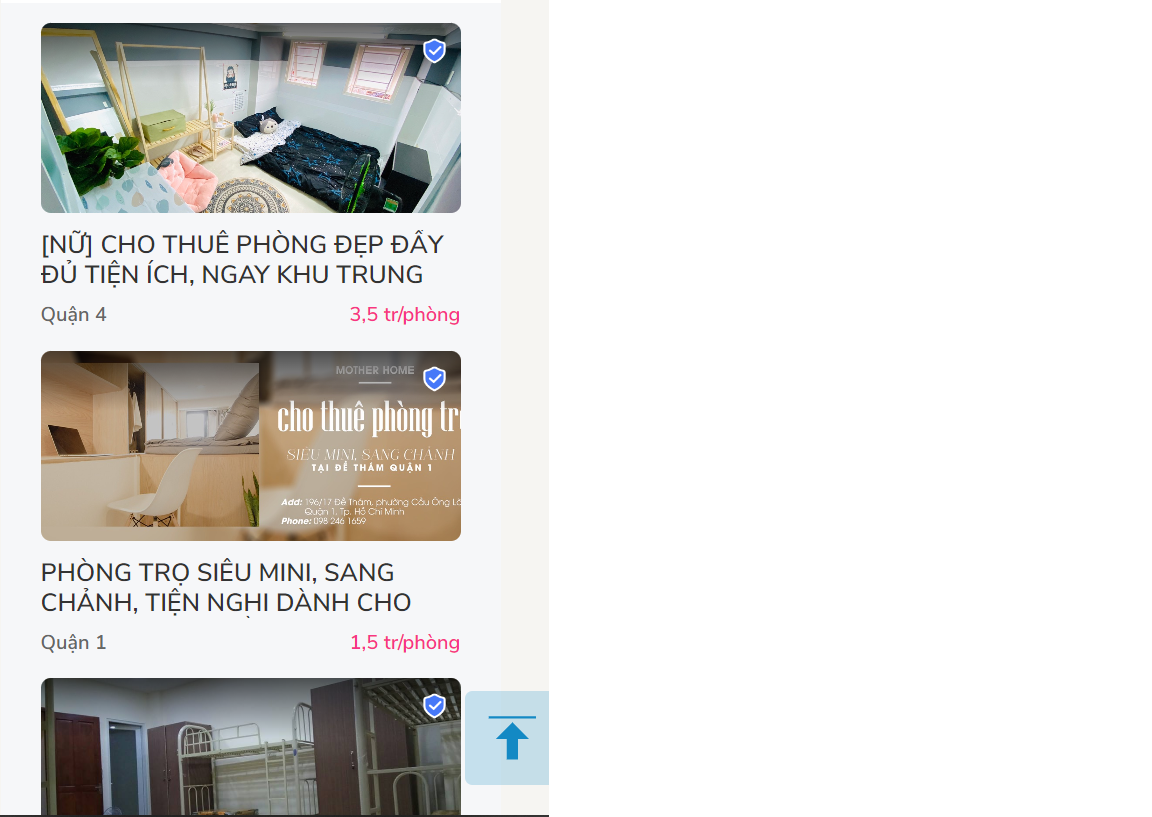 [NỮ] CHO THUÊ PHÒNG ĐẸP ĐẦY
ĐỦ TIỆN ÍCH, NGAY KHU TRUNG
Quận 4
3,5 tr/phòng
MOTHER HOME
cho thuê phòng trọ
SIÊU MINI, SANG CHẢNH
TẠI ĐỀ THÁM QUẬN 1
Add: 196/17 Đề Thám, phường Cầu Ông Lã
Quận 1, Tp. Hồ Chí Minh
Phone: 098 246 1659
PHÒNG TRỌ SIÊU MINI, SANG
CHẢNH, TIỆN NGHI DÀNH CHO
Quận 1
1,5 tr/phòng